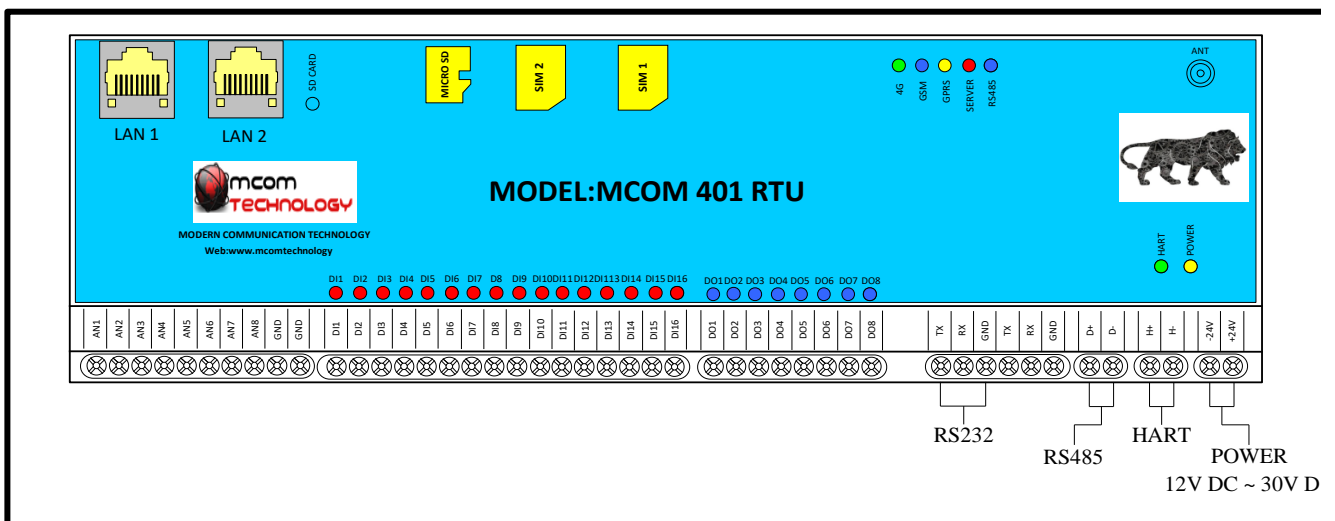 LAN 1
LAN 2
SD CARD
MICRO SD
SIM 2
SIM 1
4G
GSM
GPRS
SERVER
RS485
ANT
mcom
TECHNOLOGY
MODERN COMMUNICATION TECHNOLOGY
Web:www.mcomtechnology
MODEL:MCOM 401 RTU
HART
POWER
DI1 DI2 DI3 DI4 DI5 DI6 DI7 D8 DI9 DI10 DI11 DI12 DI113 DI14 DI15 DI16
DO1 DO2 DO3 DO4 DO5 DO6 DO7 DO8
AN1 AN2 AN3 AN4 AN5 AN6 AN7 AN8 GND GND
DI1 DI2 DI3 DI4 DI5 DI6 DI7 DI8 DI9 DI10 DI11 DI12 DI13 DI14 DI15 DI16
DO1 DO2 DO3 DO4 DO5 DO6 DO7 DO8
TX RX GND TX RX GND
D+ D-
H+ H-
-24V +24V
RS232
RS485
HART
POWER
12V DC ~ 30V D